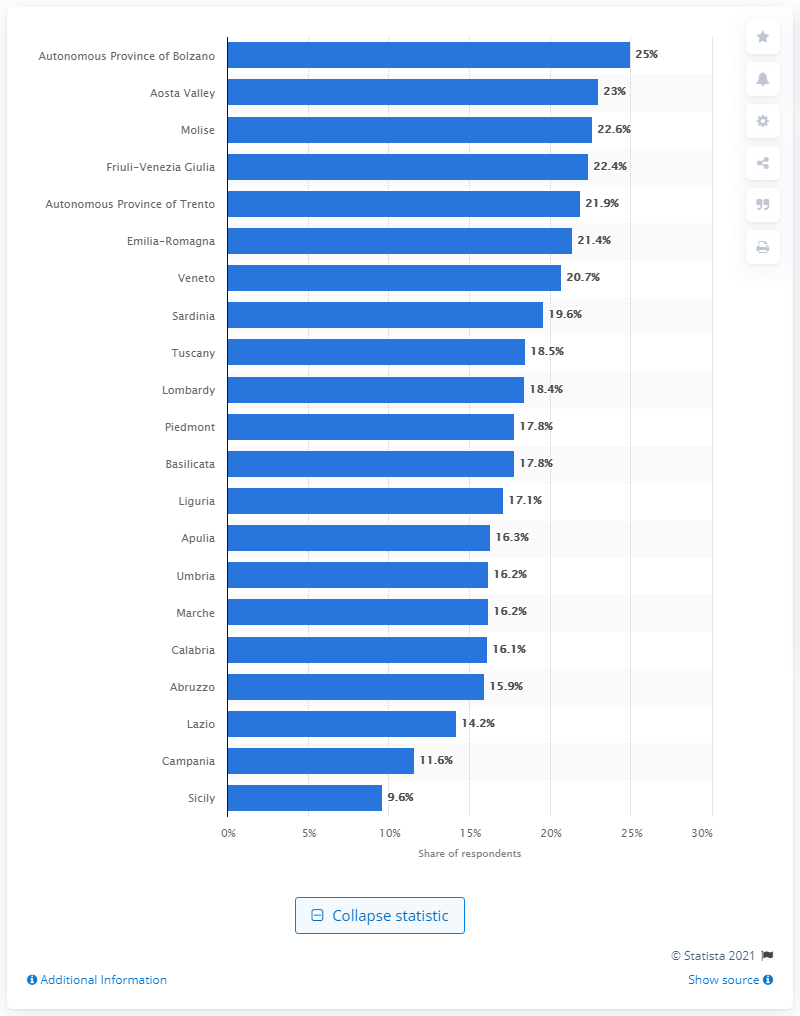 Autonomous Province of Bolzano 25%
Aosta Valley 23%
Molise 22.6%
Friuli-Venezia Giulia 22.4%
Autonomous Province of Trento 21.9%
Emilia-Romagna 21.4%
Veneto 20.7%
Sardinia 19.6%
Tuscany 18.5%
Lombardy 18.4%
Piedmont 17.8%
Basilicata 17.8%
Liguria 17.1%
Apulia 16.3%
Umbria 16.2%
Marche 16.2%
Calabria 16.1%
Abruzzo 15.9%
Lazio 14.2%
Campania 11.6%
Sicily 9.6%
0% 5% 10% 15% 20% 25% 30%
Share of respondents
Collapse statistic
© Statista 2021
Additional Information Show source